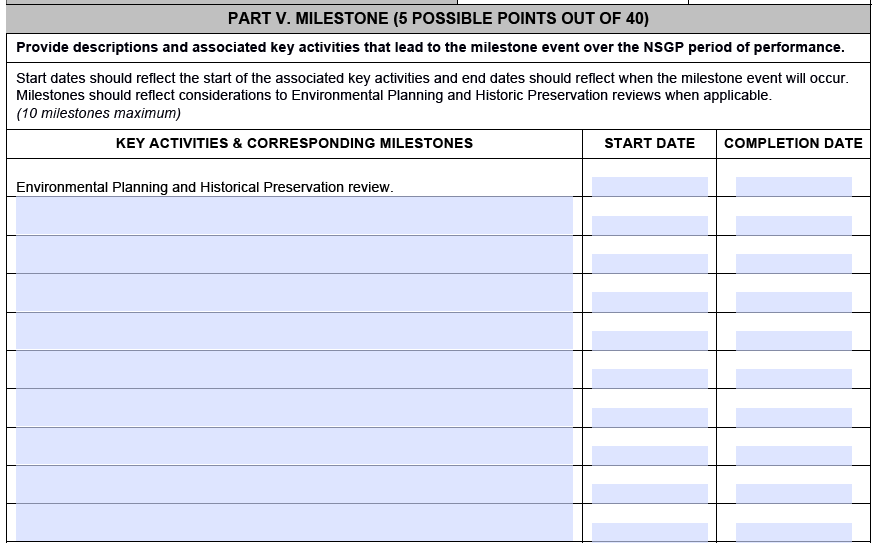 PART V. MILESTONE (5 POSSIBLE POINTS OUT OF 40)
Provide descriptions and associated key activities that lead to the milestone event over the NSGP period of performance.
Start dates should reflect the start of the associated key activities and end dates should reflect when the milestone event will occur.
Milestones should reflect considerations to Environmental Planning and Historic Preservation reviews when applicable.
(10 milestones maximum)
KEY ACTIVITIES & CORRESPONDING MILESTONES START DATE COMPLETION DATE
Environmental Planning and Historical Preservation review.